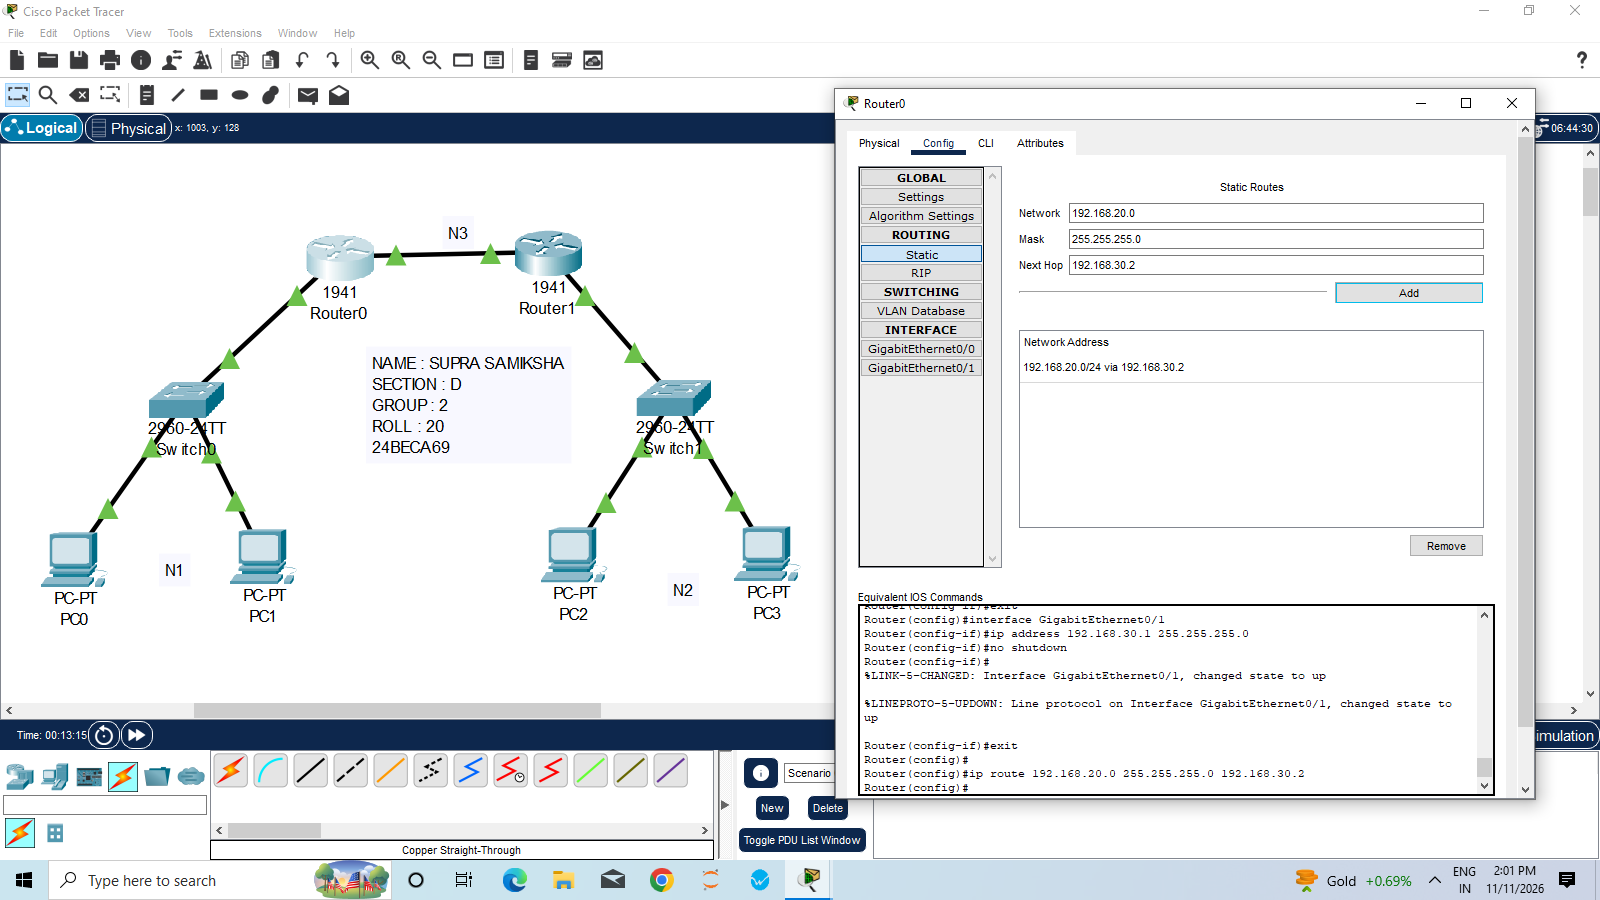 Cisco Packet Tracer
File Edit Options View Tools Extensions Window Help
Logical
Physical
x: 1003, y: 128
06:44:30
N3
1941
Router0
1941
Router1
NAME : SUPRA SAMIKSHA
SECTION : D
GROUP : 2
ROLL : 20
24BECA69
2960-24TT
Switch0
2960-24TT
Switch1
N1
N2
PC-PT
PC0
PC-PT
PC1
PC-PT
PC2
PC-PT
PC3
Router0
Physical Config CLI Attributes
GLOBAL
Settings
Algorithm Settings
ROUTING
Static
RIP
SWITCHING
VLAN Database
INTERFACE
GigabitEthernet0/0
GigabitEthernet0/1
Static Routes
Network 192.168.20.0
Mask 255.255.255.0
Next Hop 192.168.30.2
Add
Network Address
192.168.20.0/24 via 192.168.30.2
Remove
Equivalent IOS Commands
Router(config-if)#exit
Router(config)#interface GigabitEthernet0/1
Router(config-if)#ip address 192.168.30.1 255.255.255.0
Router(config-if)#no shutdown
Router(config-if)#
%LINK-5-CHANGED: Interface GigabitEthernet0/1, changed state to up
%LINEPROTO-5-UPDOWN: Line protocol on Interface GigabitEthernet0/1, changed state to
up
Router(config-if)#exit
Router(config)#
Router(config)#ip route 192.168.20.0 255.255.255.0 192.168.30.2
Router(config)#
Time: 00:13:15
imulation
Scenario
New
Delete
Toggle PDU List Window
Copper Straight-Through
Type here to search
Gold +0.69%
ENG
IN
2:01 PM
11/11/2026